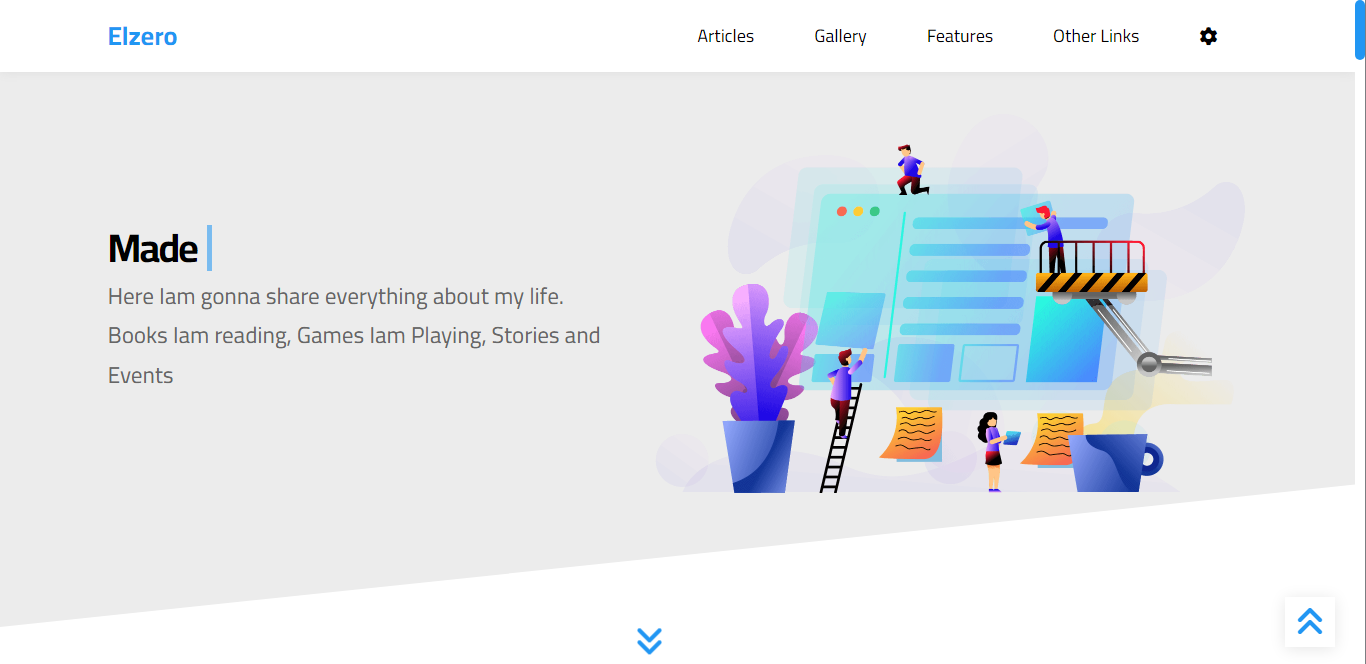 Elzero
Articles Gallery Features Other Links
Made
Here Iam gonna share everything about my life.
Books Iam reading, Games Iam Playing, Stories and
Events